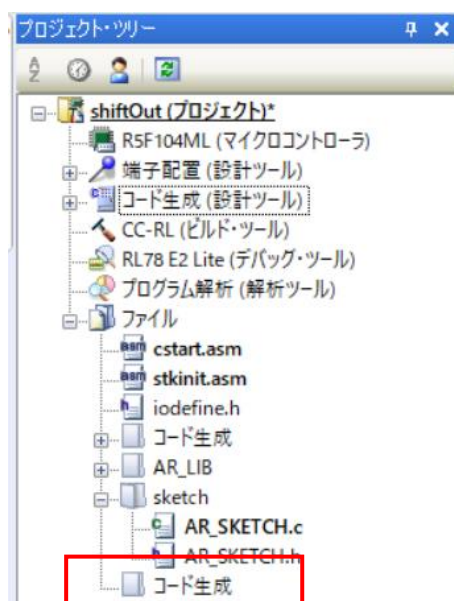 プロジェクト・ツリー
shiftOut (プロジェクト)*
R5F104ML (マイクロコントローラ)
端子配置 (設計ツール)
コード生成 (設計ツール)
CC-RL (ビルド・ツール)
RL78 E2 Lite (デバッグ・ツール)
プログラム解析 (解析ツール)
ファイル
cstart.asm
stkinit.asm
iodefine.h
コード生成
AR_LIB
sketch
AR_SKETCH.c
AR_SKETCH.h
コード生成